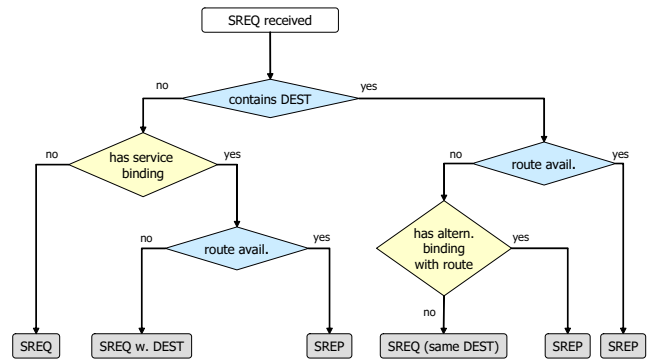 SREQ received
no
yes
contains DEST
no
has service
binding
yes
no
route avail.
yes
no
route avail.
yes
has altern.
binding
with route
yes
no
SREQ
SREQ w. DEST
SREP
SREQ (same DEST)
SREP
SREP